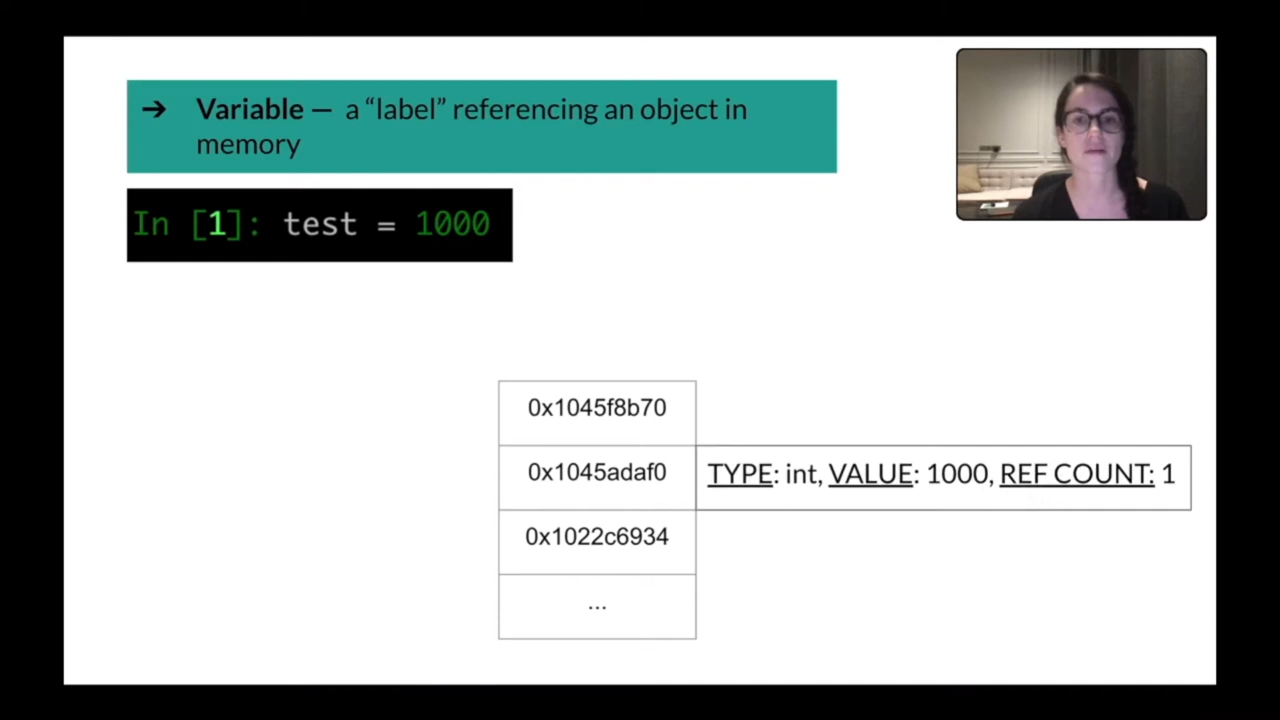 ➔ Variable — a “label” referencing an object in
memory
In [1]: test = 1000
0x1045f8b70
0x1045adaf0 TYPE: int, VALUE: 1000, REF COUNT: 1
0x1022c6934
...